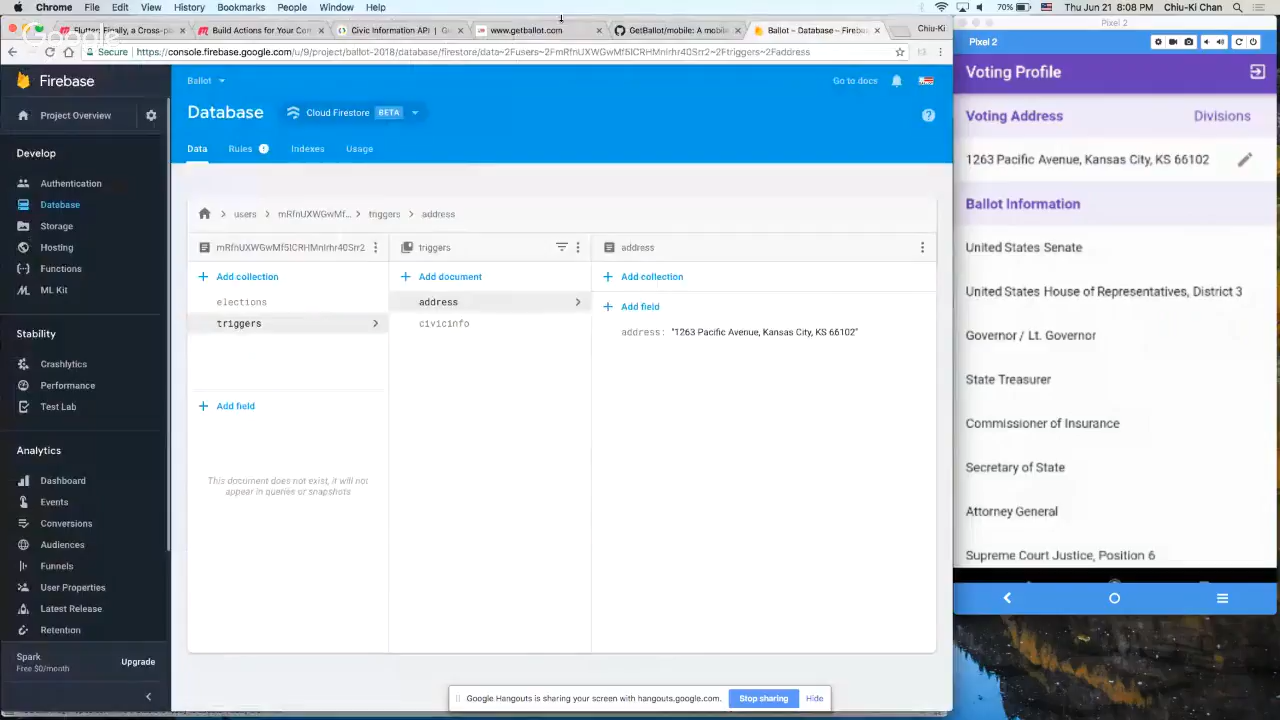 Chrome File Edit View History Bookmarks People Window Help 70% Thu Jun 21 8:08 PM Chiu-Ki Chan
Flutter: Finally, a Cross-pl Build Actions for Your Com Civic Information API | G www.getballot.com GetBallot/mobile: A mobile Ballot – Database – Fireba Chiu-Ki
Secure https://console.firebase.google.com/u/9/project/ballot-2018/database/firestore/data~2Fusers~2FmRfnUXWGwMf5ICRHMnIrhr40Srr2~2Ftriggers~2Faddress
Firebase
Project Overview
Develop
Authentication
Database
Storage
Hosting
Functions
ML Kit
Stability
Crashlytics
Performance
Test Lab
Analytics
Dashboard
Events
Conversions
Audiences
Funnels
User Properties
Latest Release
Retention
Spark
Free $0/month
Upgrade
Ballot
Go to docs
Database Cloud Firestore BETA
Data Rules Indexes Usage
users mRfnUXWGwMf... triggers address
mRfnUXWGwMf5ICRHMnIrhr40Srr2
Add collection
elections
triggers
Add field
This document does not exist, it will not
appear in queries or snapshots
triggers
Add document
address
civicinfo
address
Add collection
Add field
address: "1263 Pacific Avenue, Kansas City, KS 66102"
Google Hangouts is sharing your screen with hangouts.google.com. Stop sharing Hide
Pixel 2
Pixel 2
Voting Profile
Voting Address Divisions
1263 Pacific Avenue, Kansas City, KS 66102
Ballot Information
United States Senate
United States House of Representatives, District 3
Governor / Lt. Governor
State Treasurer
Commissioner of Insurance
Secretary of State
Attorney General
Supreme Court Justice, Position 6